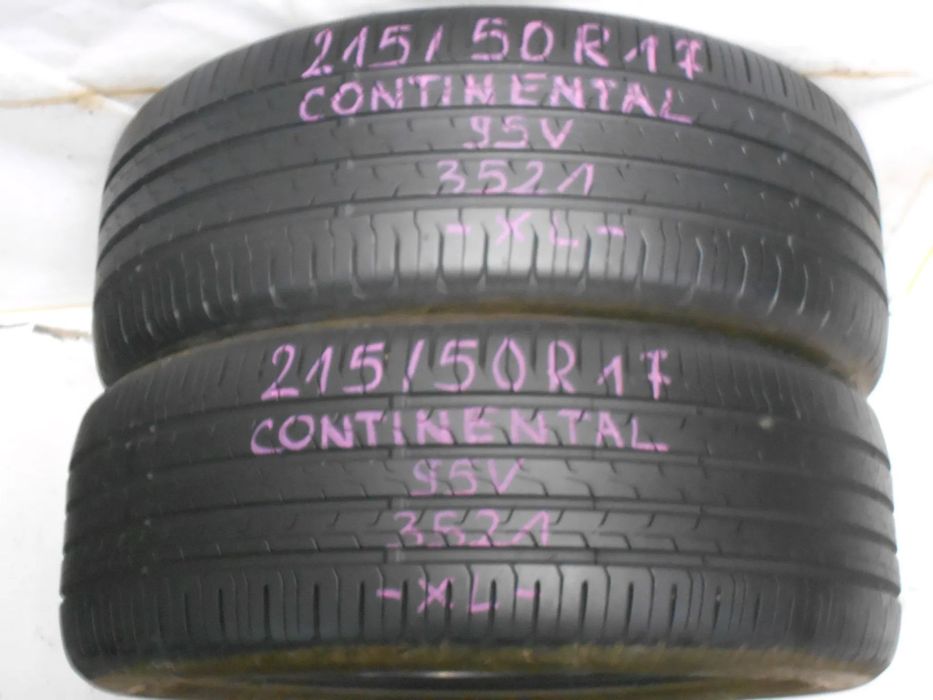 215/50R17
CONTINENTAL
95V
3521
-XL-
215/50R17
CONTINENTAL
95V
3521
-XL-